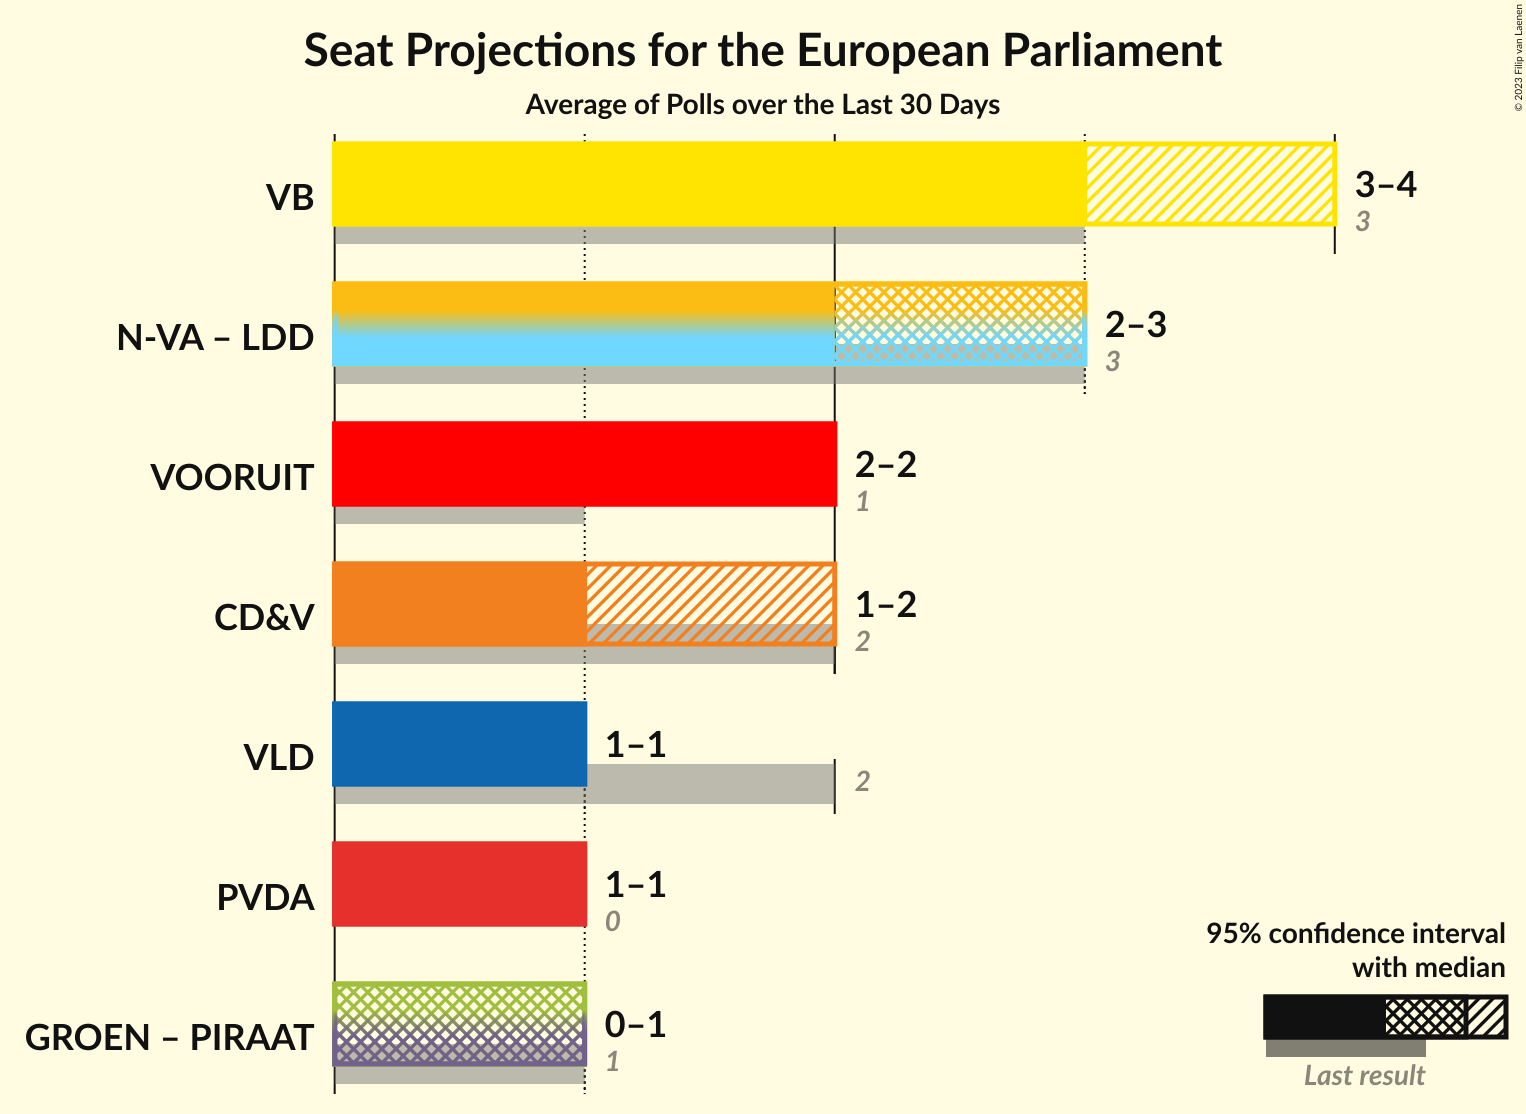 Seat Projections for the European Parliament
Average of Polls over the Last 30 Days
© 2023 Filip van Laenen
VB
3–4
3
N-VA – LDD
2–3
3
VOORUIT
2–2
1
CD&V
1–2
2
VLD
1–1
2
PVDA
1–1
0
GROEN – PIRAAT
0–1
1
95% confidence interval
with median
Last result